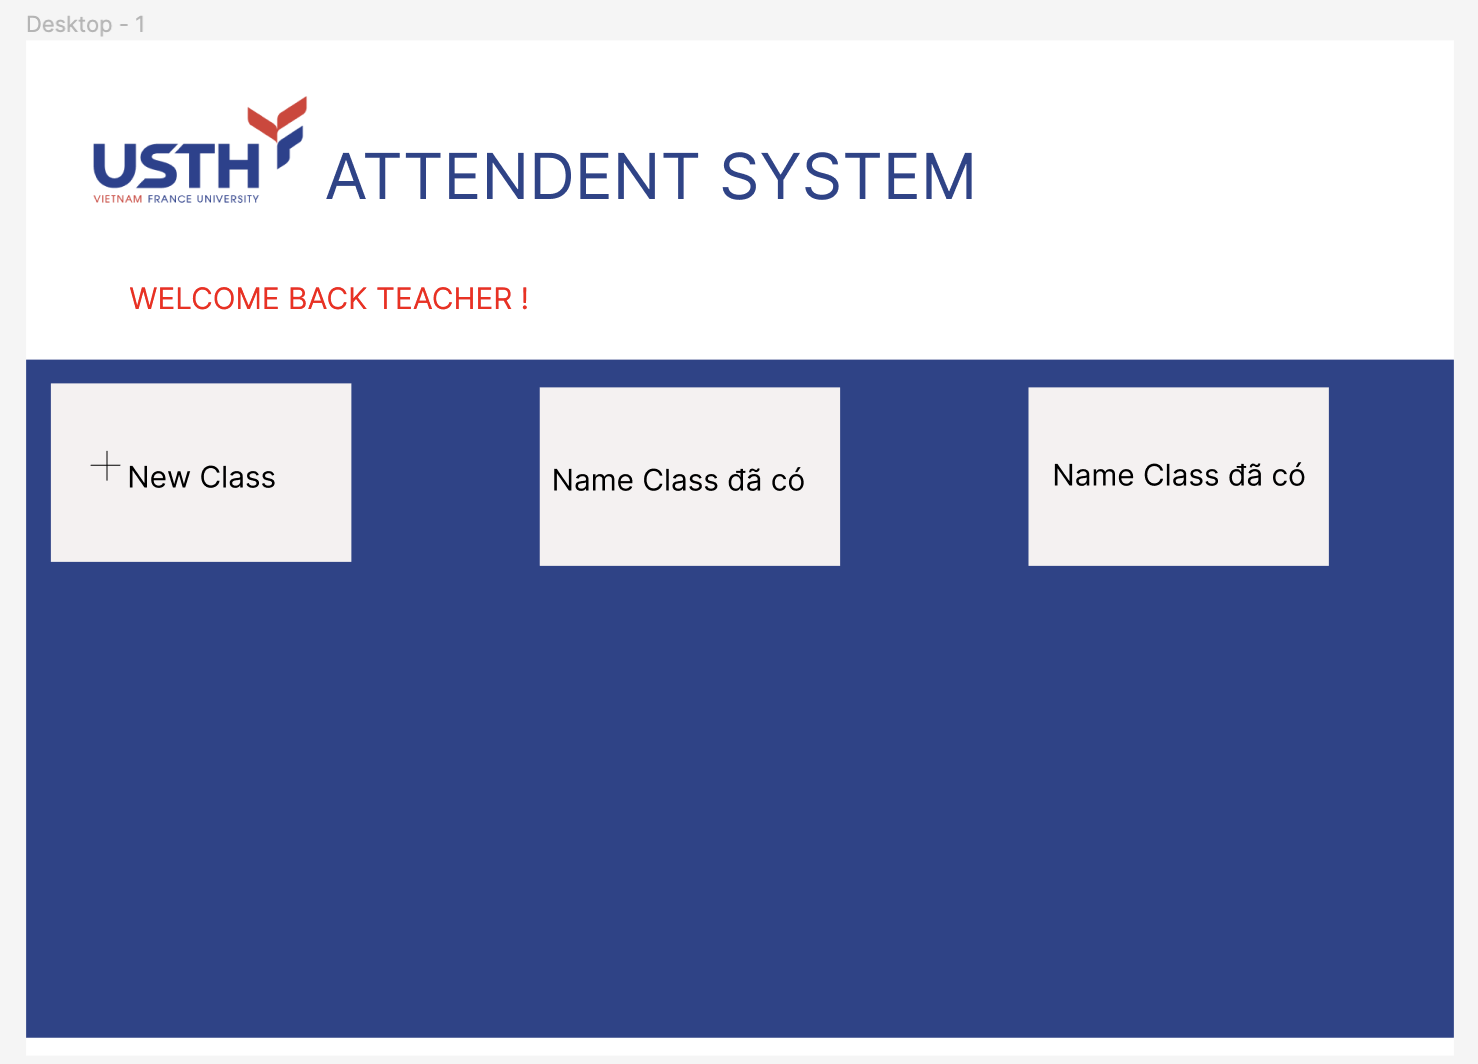 Desktop - 1
USTH
VIETNAM FRANCE UNIVERSITY
ATTENDENT SYSTEM
WELCOME BACK TEACHER !
New Class
Name Class đã có
Name Class đã có